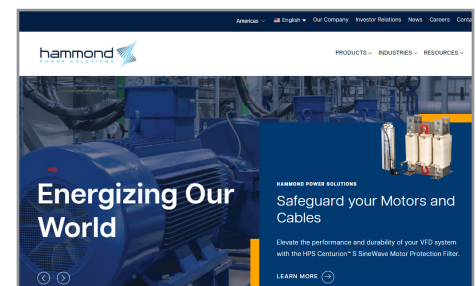 Americas English Our Company Investor Relations News Careers Conta
hammond
POWER SOLUTIONS
PRODUCTS INDUSTRIES RESOURCES
Energizing Our
World
HAMMOND POWER SOLUTIONS
Safeguard your Motors and
Cables
Elevate the performance and durability of your VFD system
with the HPS Centurion™ S SineWave Motor Protection Filter.
LEARN MORE